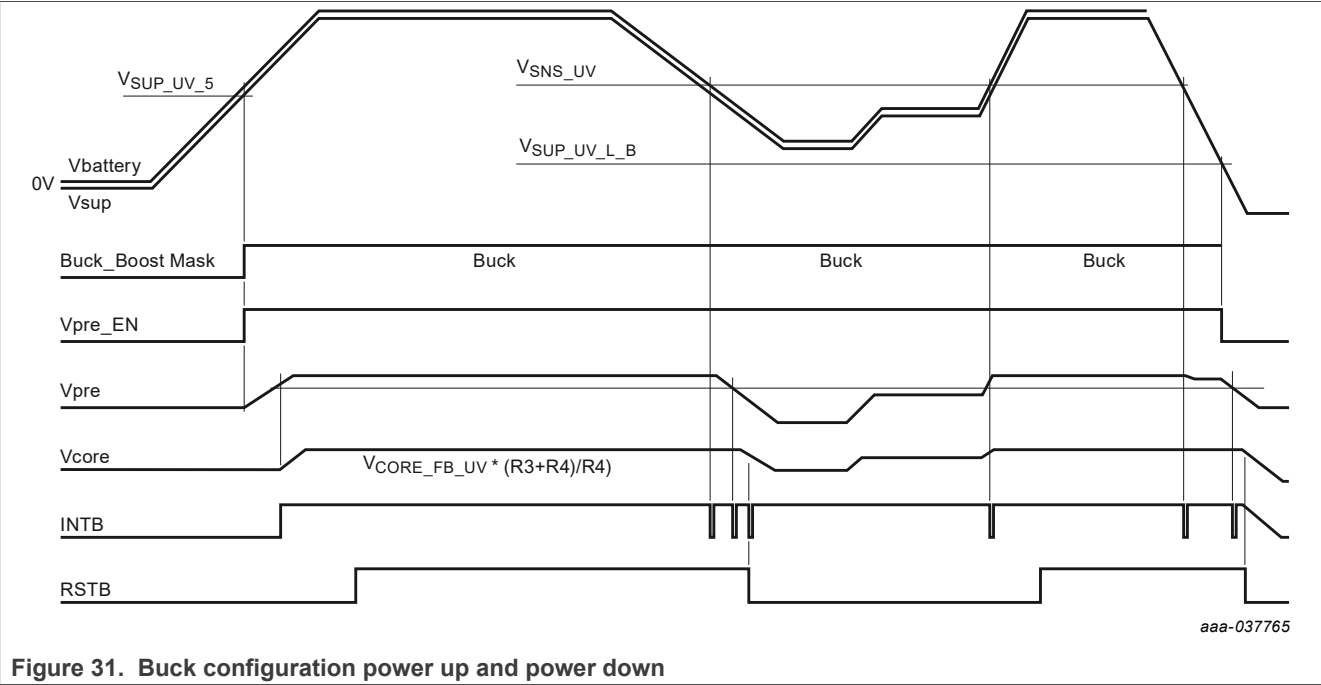 VSUP_UV_5
VSNS_UV
VSUP_UV_L_B
Vbattery
0V
Vsup
Buck_Boost Mask
Buck
Buck
Buck
Vpre_EN
Vpre
Vcore
VCORE_FB_UV * (R3+R4)/R4)
INTB
RSTB
aaa-037765
Figure 31. Buck configuration power up and power down